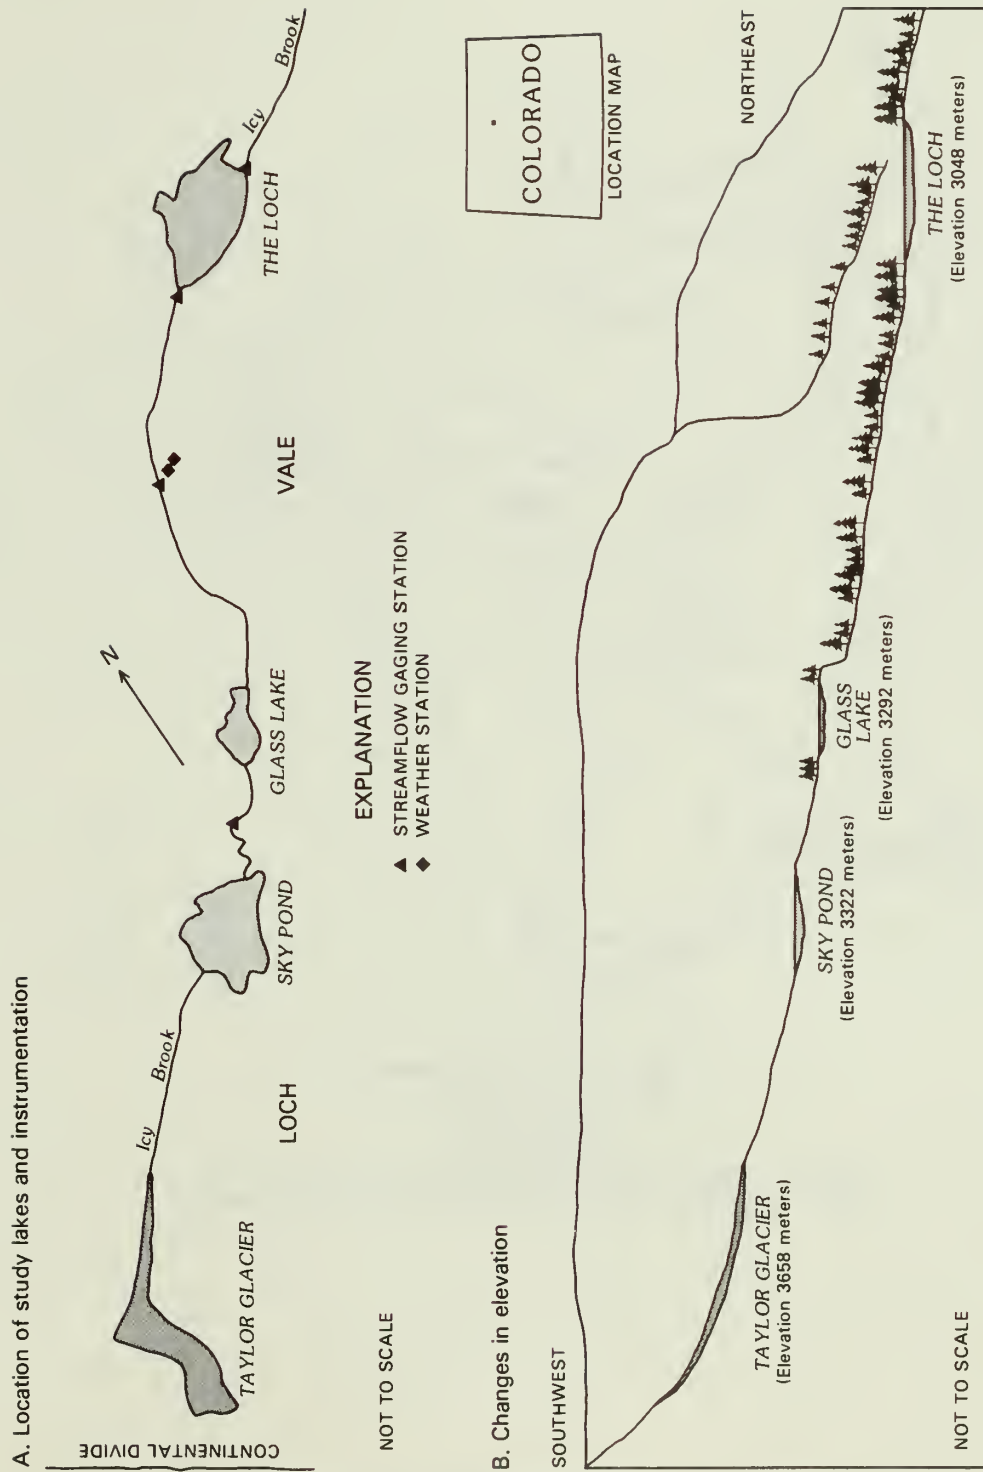 A. Location of study lakes and instrumentation
CONTINENTAL DIVIDE
TAYLOR GLACIER
Icy Brook
LOCH
SKY POND
GLASS LAKE
N
VALE
THE LOCH
Icy Brook
NOT TO SCALE
EXPLANATION
STREAMFLOW GAGING STATION
WEATHER STATION
B. Changes in elevation
SOUTHWEST
NORTHEAST
COLORADO
LOCATION MAP
TAYLOR GLACIER
(Elevation 3658 meters)
SKY POND
(Elevation 3322 meters)
GLASS
LAKE
(Elevation 3292 meters)
THE LOCH
(Elevation 3048 meters)
NOT TO SCALE